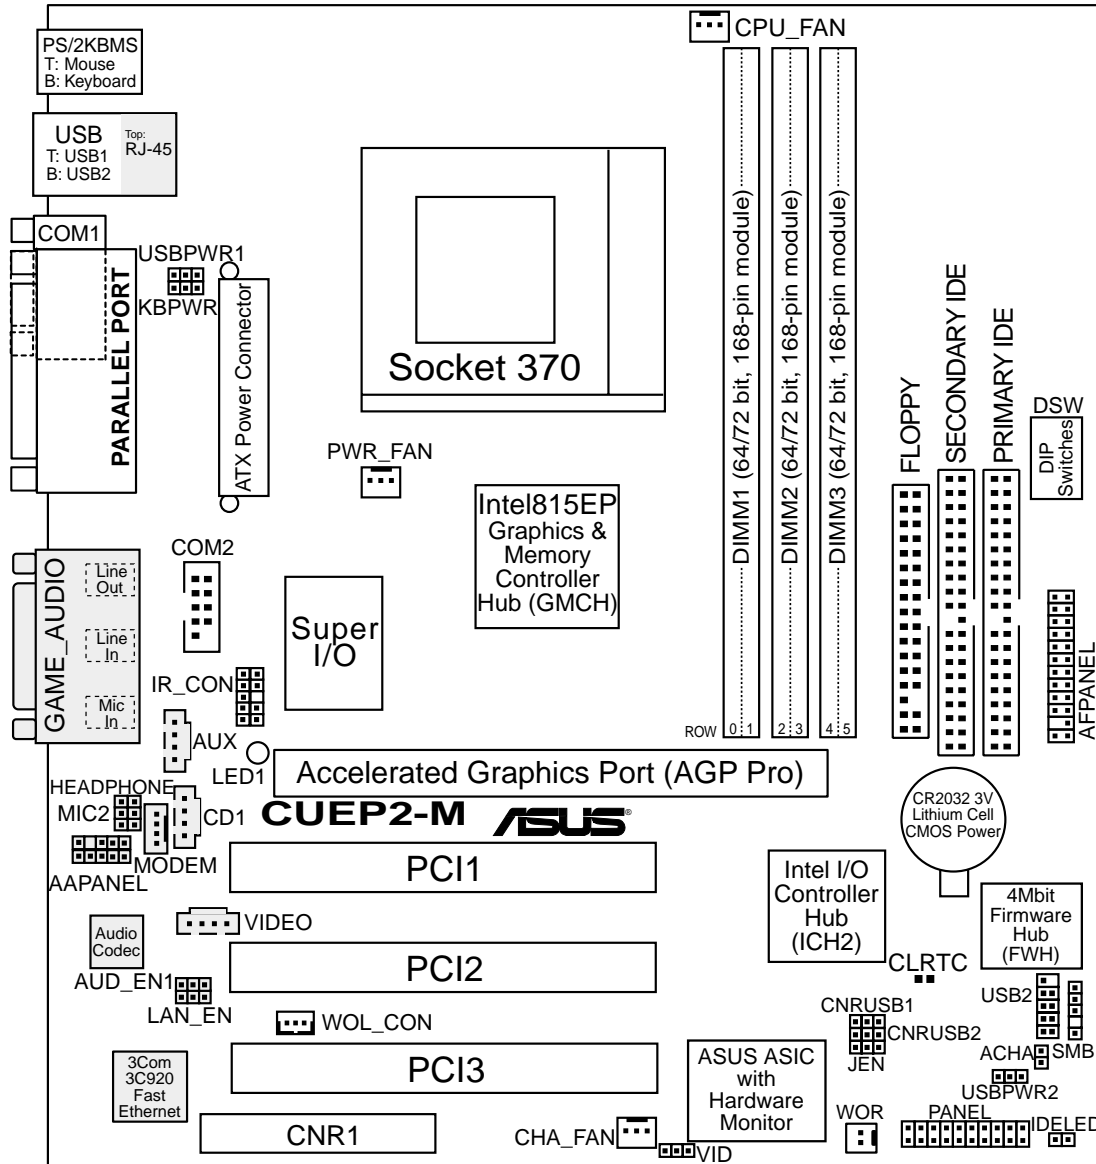 CPU_FAN
PS/2KBMS
T: Mouse
B: Keyboard
USB
T: USB1
B: USB2
Top:
RJ-45
COM1
PARALLEL PORT
USBPWR1
KBPWR
ATX Power Connector
Socket 370
PWR_FAN
Intel815EP
Graphics &
Memory
Controller
Hub (GMCH)
DIMM1 (64/72 bit, 168-pin module)
DIMM2 (64/72 bit, 168-pin module)
DIMM3 (64/72 bit, 168-pin module)
ROW
0 1
2 3
4 5
FLOPPY
SECONDARY IDE
PRIMARY IDE
DSW
DIP
Switches
AFPANEL
GAME_AUDIO
Line
Out
Line
In
Mic
In
COM2
Super
I/O
IR_CON
AUX
LED1
Accelerated Graphics Port (AGP Pro)
HEADPHONE
MIC2
CD1
MODEM
AAPANEL
CUEP2-M
ASUS®
CR2032 3V
Lithium Cell
CMOS Power
PCI1
Intel I/O
Controller
Hub
(ICH2)
4Mbit
Firmware
Hub
(FWH)
VIDEO
Audio
Codec
PCI2
CLRTC
AUD_EN1
LAN_EN
USB2
CNRUSB1
CNRUSB2
JEN
WOL_CON
SMB
ACHA
USBPWR2
3Com
3C920
Fast
Ethernet
PCI3
ASUS ASIC
with
Hardware
Monitor
CNR1
CHA_FAN
VID
WOR
PANEL
IDELED